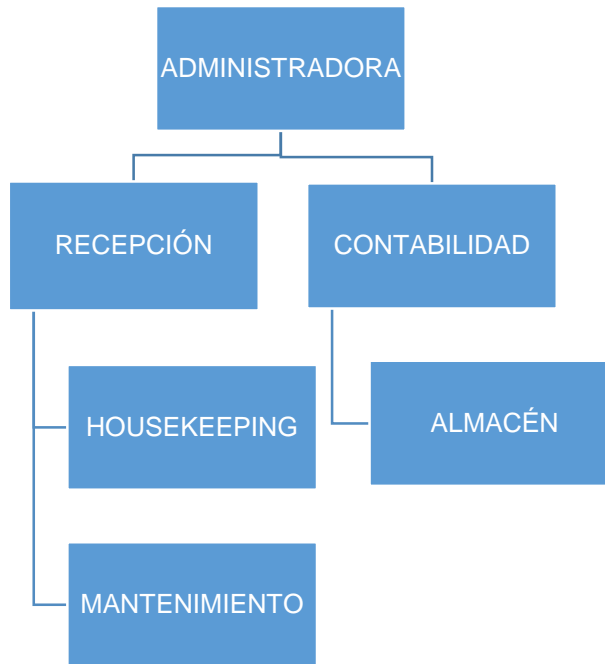 ADMINISTRADORA
RECEPCIÓN
CONTABILIDAD
HOUSEKEEPING
ALMACÉN
MANTENIMIENTO